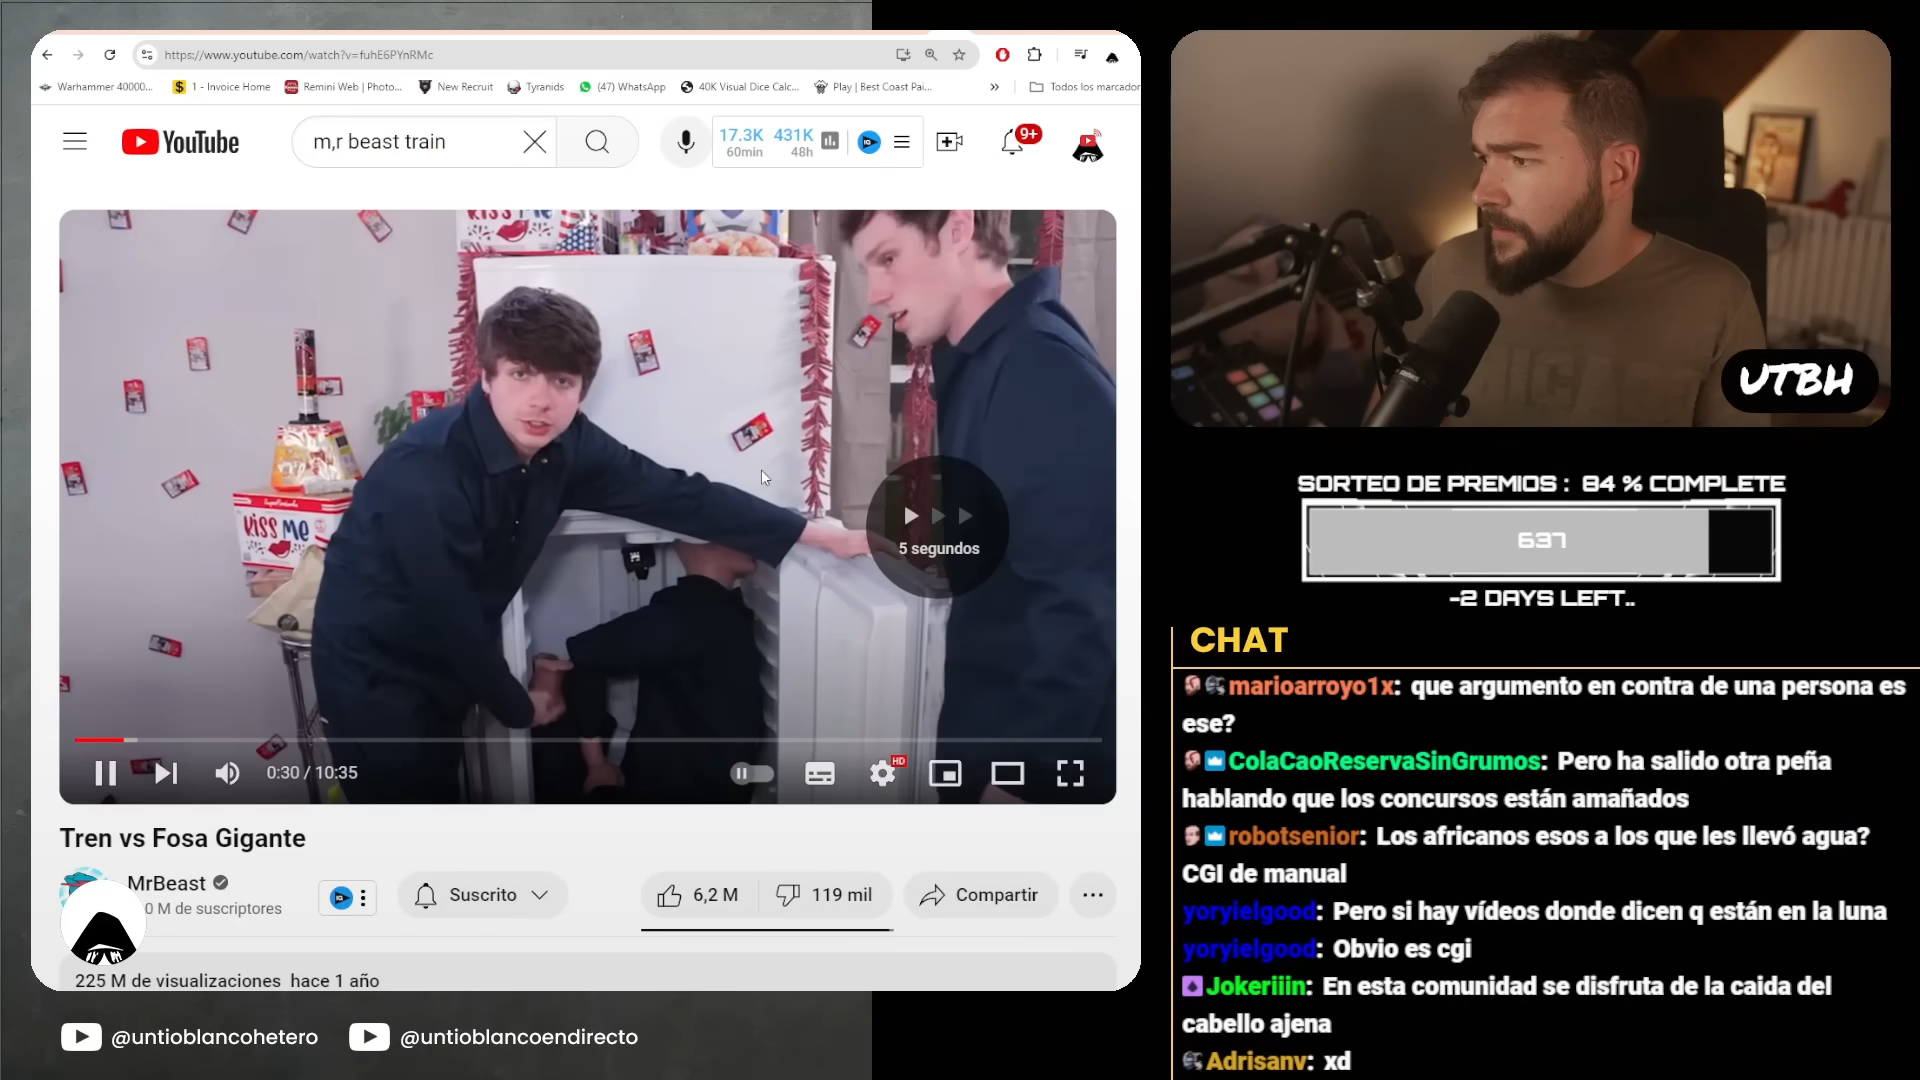 https://www.youtube.com/watch?v=fuhE6PYnRMc
Warhammer 40000...
1 - Invoice Home
Remini Web | Photo...
New Recruit
Tyranids
(47) WhatsApp
40K Visual Dice Calc...
Play | Best Coast Pai...
»
Todos los marcador
YouTube
m,r beast train
17.3K 431K
60min 48h
9+
KISS ME
KISS ME
5 segundos
0:30 / 10:35
HD
Tren vs Fosa Gigante
MrBeast
0 M de suscriptores
Suscrito
6,2 M
119 mil
Compartir
225 M de visualizaciones hace 1 año
@untioblancohetero
@untioblancoendirecto
UTBH
SORTEO DE PREMIOS : 84 % COMPLETE
637
-2 DAYS LEFT..
CHAT
marioarroyo1x: que argumento en contra de una persona es
ese?
ColaCaoReservaSinGrumos: Pero ha salido otra peña
hablando que los concursos están amañados
robotsenior: Los africanos esos a los que les llevó agua?
CGI de manual
yoryielgood: Pero si hay vídeos donde dicen q están en la luna
yoryielgood: Obvio es cgi
Jokeriiin: En esta comunidad se disfruta de la caida del
cabello ajena
Adrisanv: xd